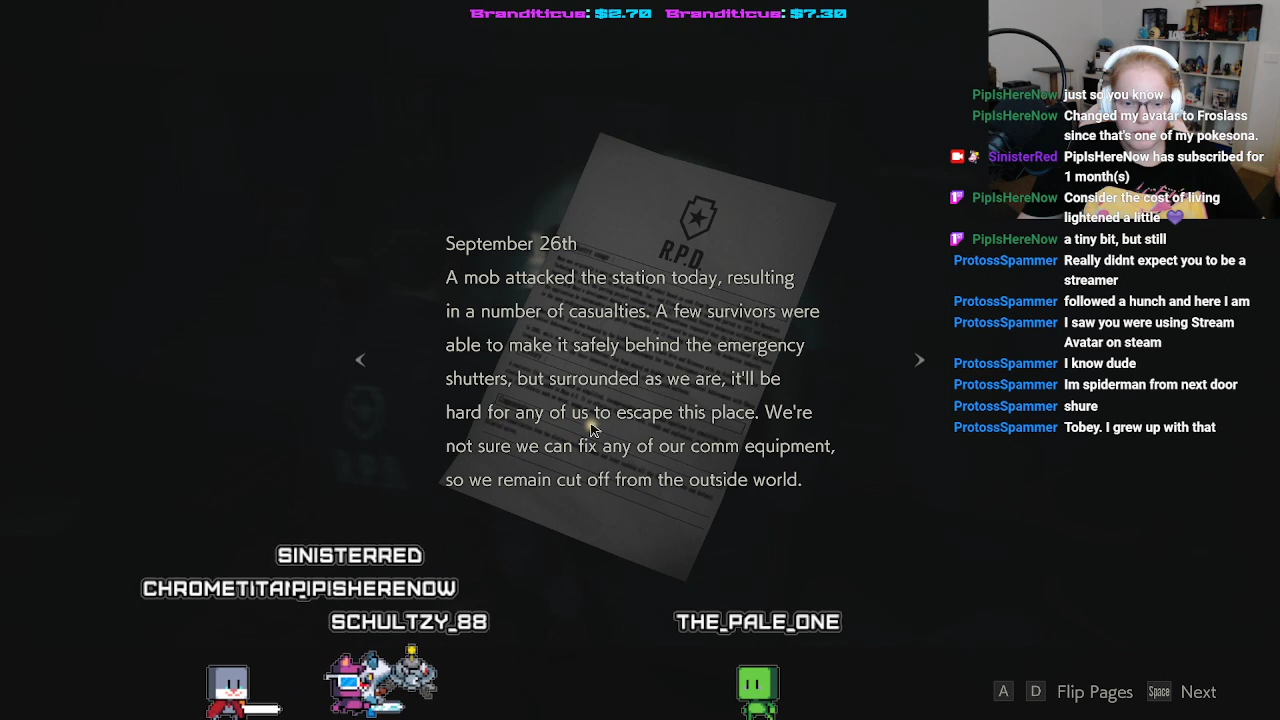 Branditicus: $2.70 Branditicus: $7.30
R.P.D
September 26th
A mob attacked the station today, resulting
in a number of casualties. A few survivors were
able to make it safely behind the emergency
shutters, but surrounded as we are, it'll be
hard for any of us to escape this place. We're
not sure we can fix any of our comm equipment,
so we remain cut off from the outside world.
PipIsHereNow just so you know
PipIsHereNow Changed my avatar to Froslass
since that's one of my pokesona.
SinisterRed PipIsHereNow has subscribed for
1 month(s)
PipIsHereNow Consider the cost of living
lightened a little
PipIsHereNow a tiny bit, but still
ProtossSpammer Really didnt expect you to be a
streamer
ProtossSpammer followed a hunch and here I am
ProtossSpammer I saw you were using Stream
Avatar on steam
ProtossSpammer I know dude
ProtossSpammer Im spiderman from next door
ProtossSpammer shure
ProtossSpammer Tobey. I grew up with that
SINISTERRED
PIPISHERENOW
SCHULTZY_88
THE_PALE_ONE
A D Flip Pages Space Next